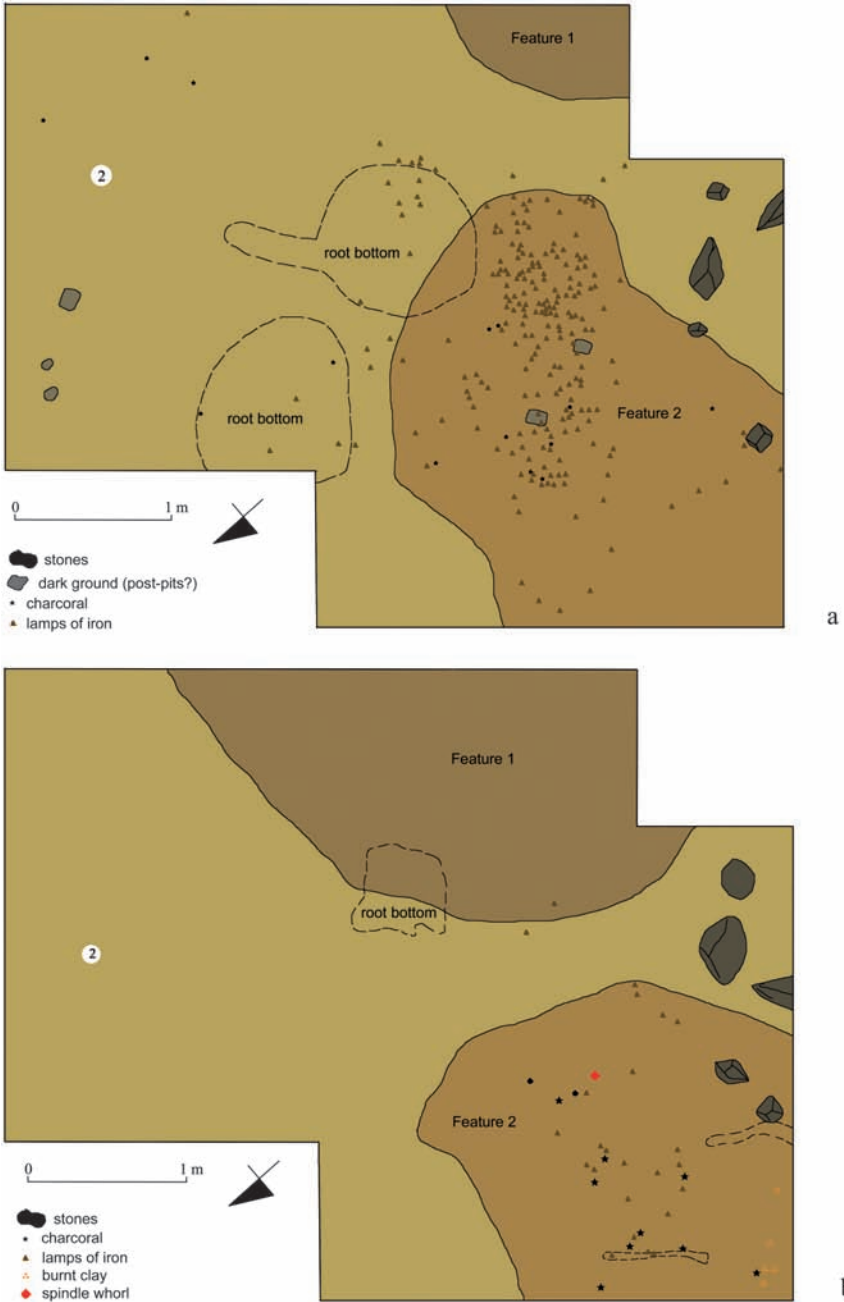 Feature 1
2
root bottom
root bottom
Feature 2
0 1 m
stones
dark ground (post-pits?)
charcoral
lamps of iron
a
Feature 1
root bottom
2
Feature 2
0 1 m
stones
charcoral
lamps of iron
burnt clay
spindle whorl
b